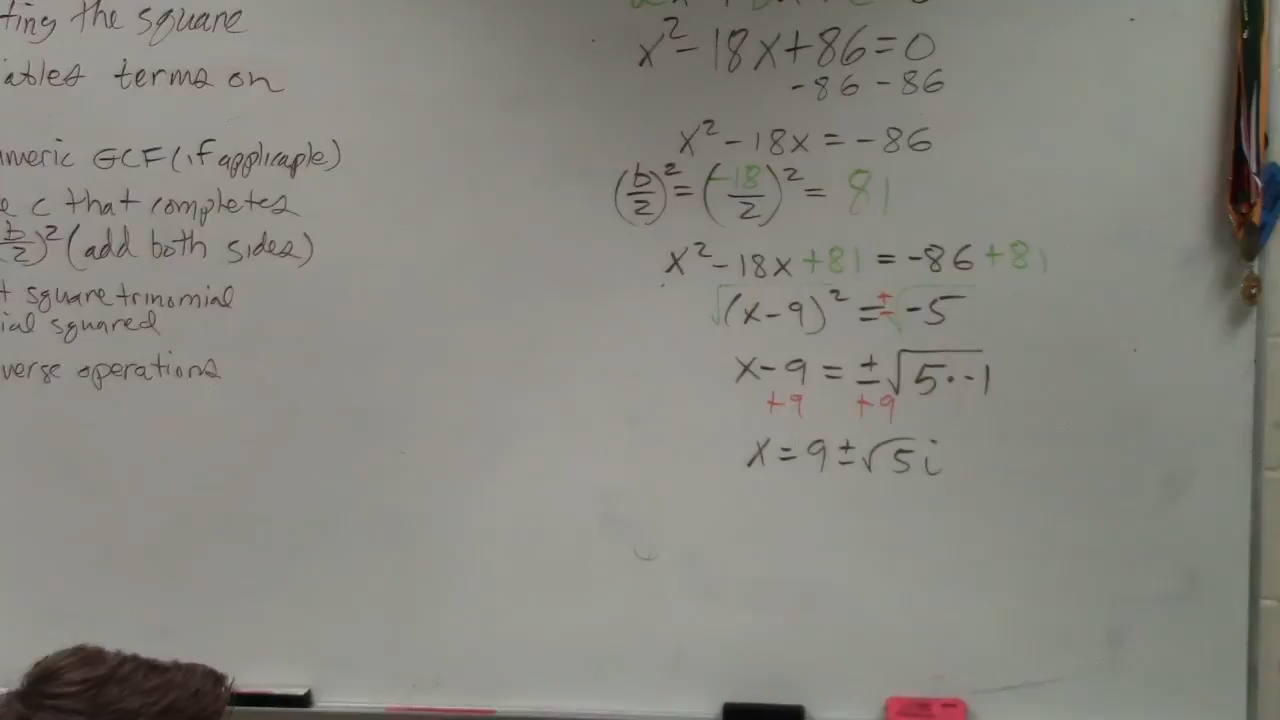 ting the square
ables terms on
meric GCF (if applicaple)
e c that completes
(b/2)² (add both sides)
t square trinomial
ial squared
verse operations
x² - 18x + 86 = 0
-86 -86
x² - 18x = -86
(b/2)² = (-18/2)² = 81
x² - 18x + 81 = -86 + 81
√(x-9)² = ±√-5
x - 9 = ±√5·-1
+9 +9
x = 9 ± √5 i